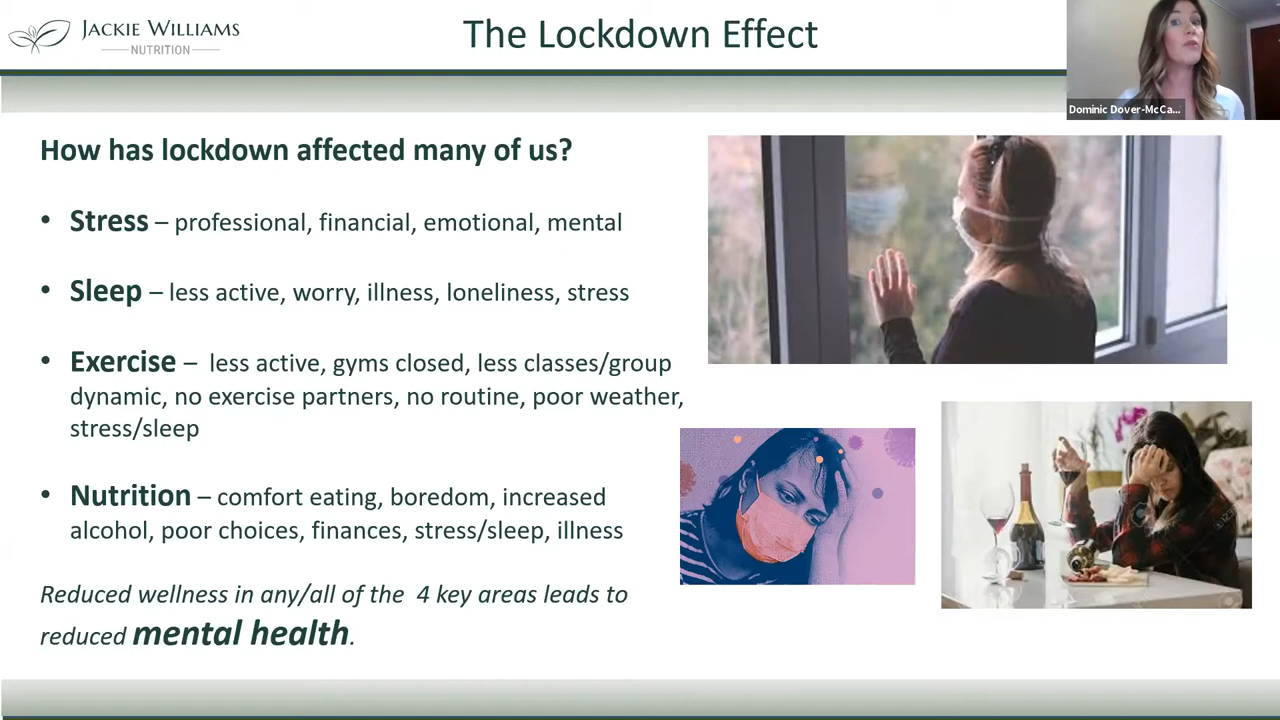 JACKIE WILLIAMS
NUTRITION
The Lockdown Effect
Dominic Dover-McCa...
How has lockdown affected many of us?
• Stress – professional, financial, emotional, mental
• Sleep – less active, worry, illness, loneliness, stress
• Exercise – less active, gyms closed, less classes/group
dynamic, no exercise partners, no routine, poor weather,
stress/sleep
• Nutrition – comfort eating, boredom, increased
alcohol, poor choices, finances, stress/sleep, illness
Reduced wellness in any/all of the 4 key areas leads to
reduced mental health.